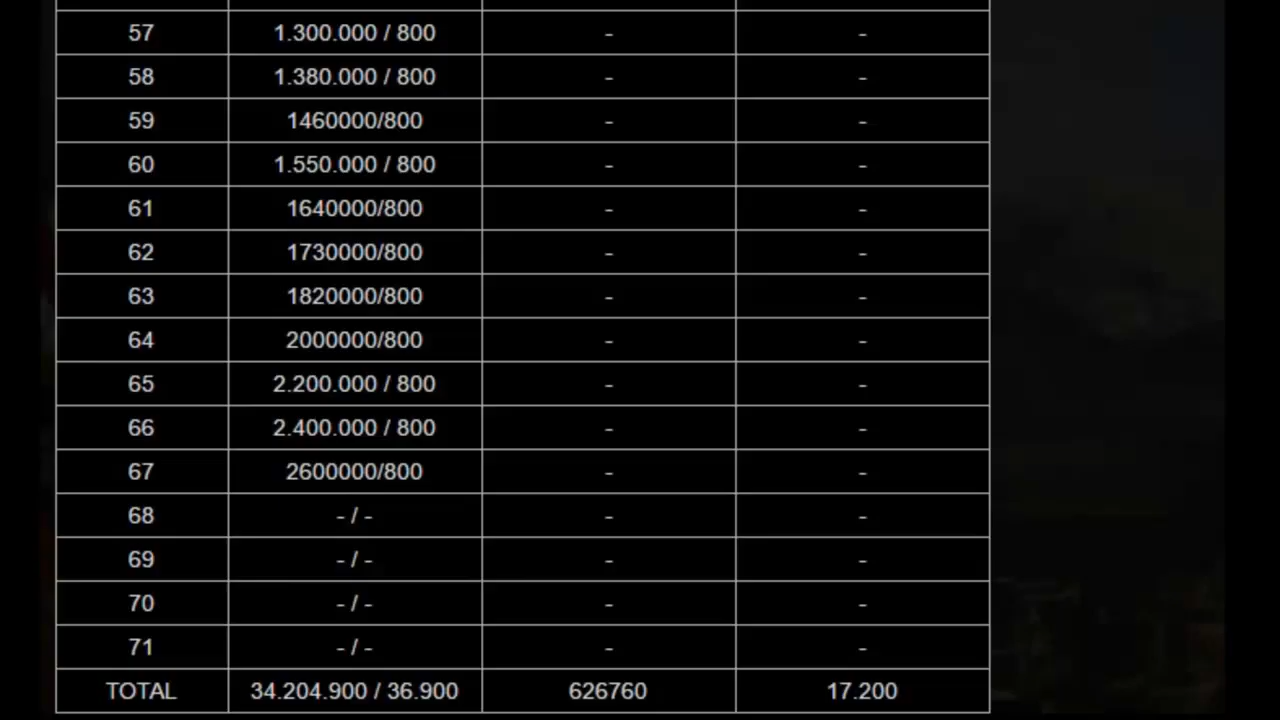 57 1.300.000 / 800 - -
58 1.380.000 / 800 - -
59 1460000/800 - -
60 1.550.000 / 800 - -
61 1640000/800 - -
62 1730000/800 - -
63 1820000/800 - -
64 2000000/800 - -
65 2.200.000 / 800 - -
66 2.400.000 / 800 - -
67 2600000/800 - -
68 - / - - -
69 - / - - -
70 - / - - -
71 - / - - -
TOTAL 34.204.900 / 36.900 626760 17.200